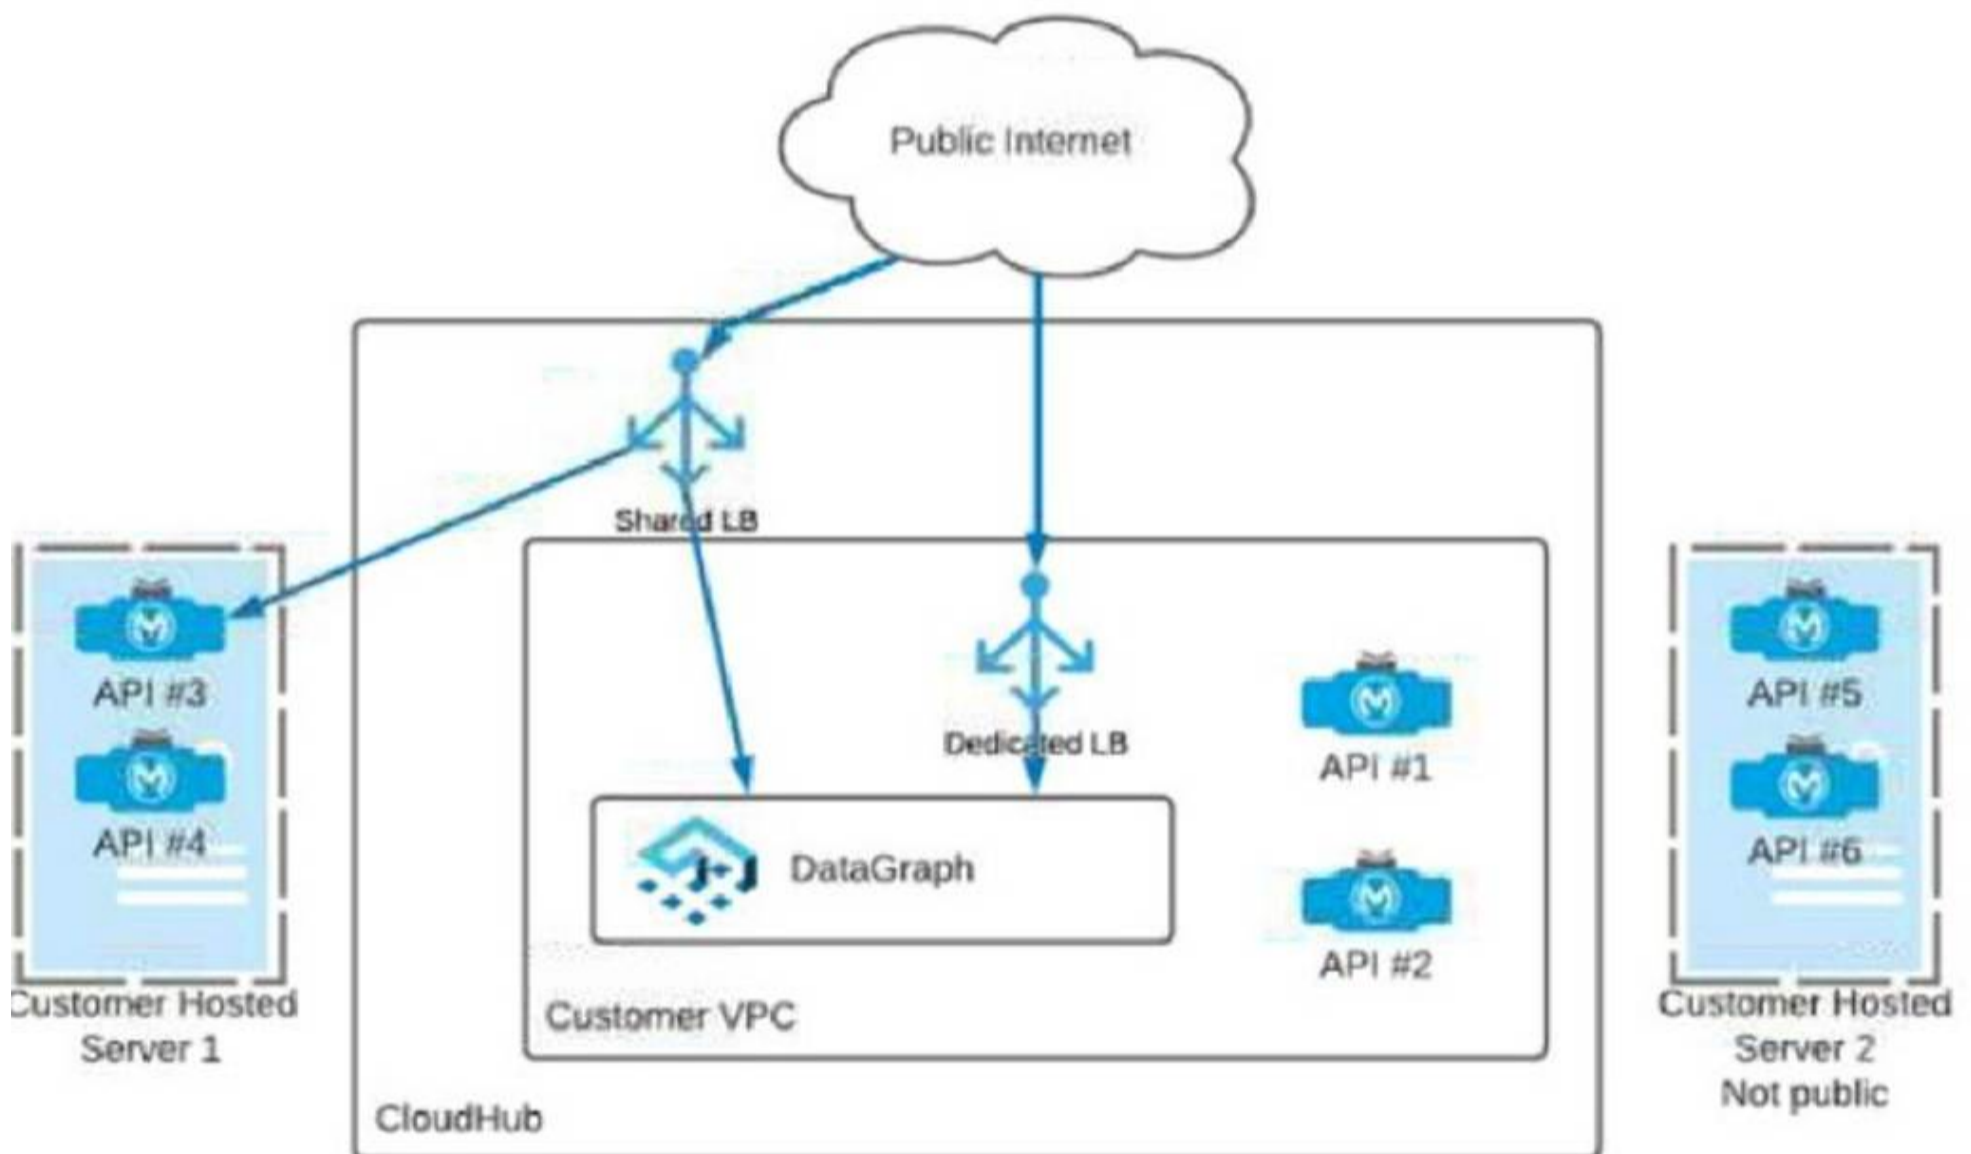 Public Internet
Shared LB
Dedicated LB
API #3
API #4
Customer Hosted
Server 1
API #1
API #2
DataGraph
Customer VPC
CloudHub
API #5
API #6
Customer Hosted
Server 2
Not public